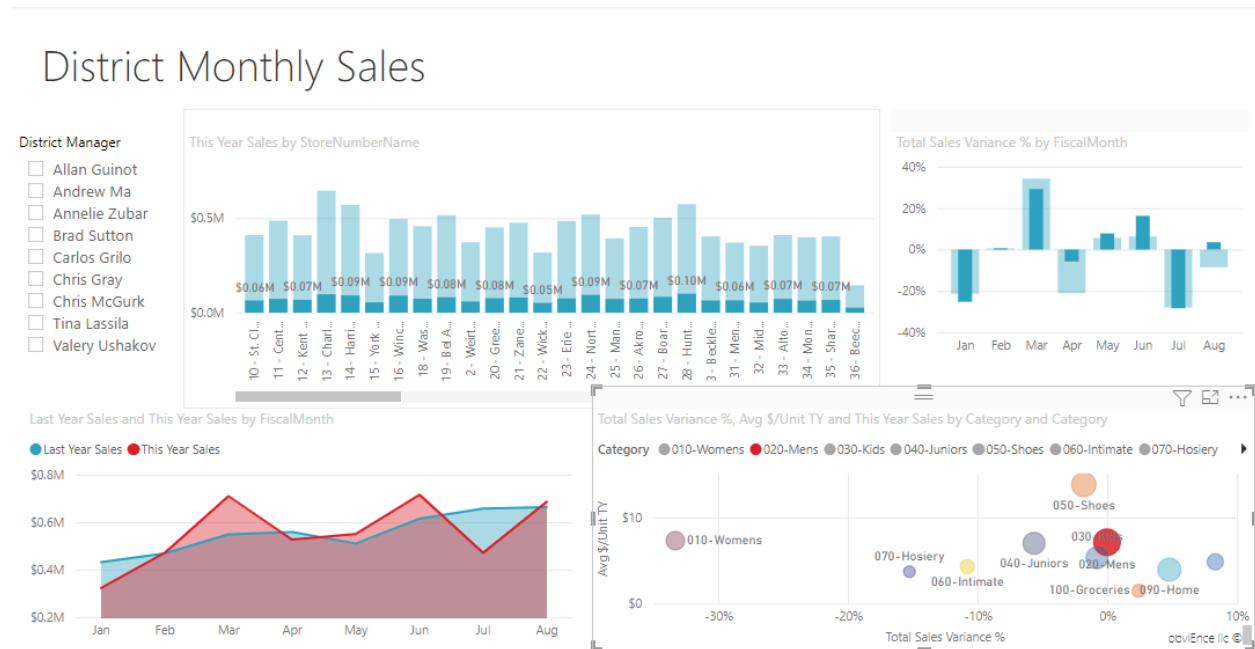 District Monthly Sales
District Manager
Allan Guinot
Andrew Ma
Annelie Zubar
Brad Sutton
Carlos Grilo
Chris Gray
Chris McGurk
Tina Lassila
Valery Ushakov
This Year Sales by StoreNumberName
$0.5M
$0.0M
$0.06M $0.07M $0.09M $0.09M $0.08M $0.08M $0.05M $0.09M $0.07M $0.10M $0.06M $0.07M $0.07M
10 - St. Cl...
11 - Cent...
12 - Kent ...
13 - Charl...
14 - Harri...
15 - York ...
16 - Winc...
18 - Was...
19 - Bel A...
2 - Weirt...
20 - Gree...
21 - Zane...
22 - Wick...
23 - Erie ...
24 - Nort...
25 - Man...
26 - Akro...
27 - Boar...
28 - Hunt...
3 - Beckle...
31 - Men...
32 - Mid...
33 - Alto...
34 - Mon...
35 - Shar...
36 - Beec...
Total Sales Variance % by FiscalMonth
40%
20%
0%
-20%
-40%
Jan Feb Mar Apr May Jun Jul Aug
Last Year Sales and This Year Sales by FiscalMonth
Last Year Sales This Year Sales
$0.8M
$0.6M
$0.4M
$0.2M
Jan Feb Mar Apr May Jun Jul Aug
Total Sales Variance %, Avg $/Unit TY and This Year Sales by Category and Category
Category 010-Womens 020-Mens 030-Kids 040-Juniors 050-Shoes 060-Intimate 070-Hosiery
Avg $/Unit TY
$10
$0
050-Shoes
010-Womens
030-Kids
070-Hosiery
040-Juniors 020-Mens
060-Intimate
100-Groceries 090-Home
-30% -20% -10% 0% 10%
Total Sales Variance %
obviEnce llc ©